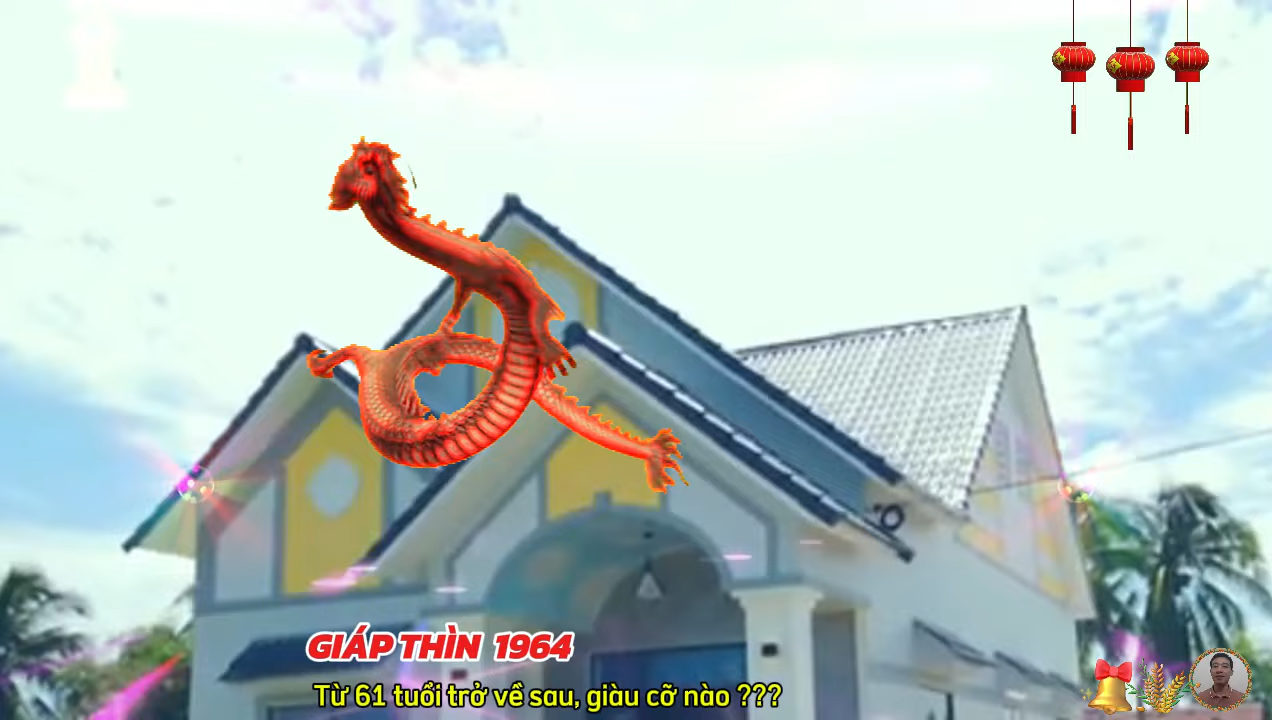 GIÁP THÌN 1964
Từ 61 tuổi trở về sau, giàu cỡ nào ???